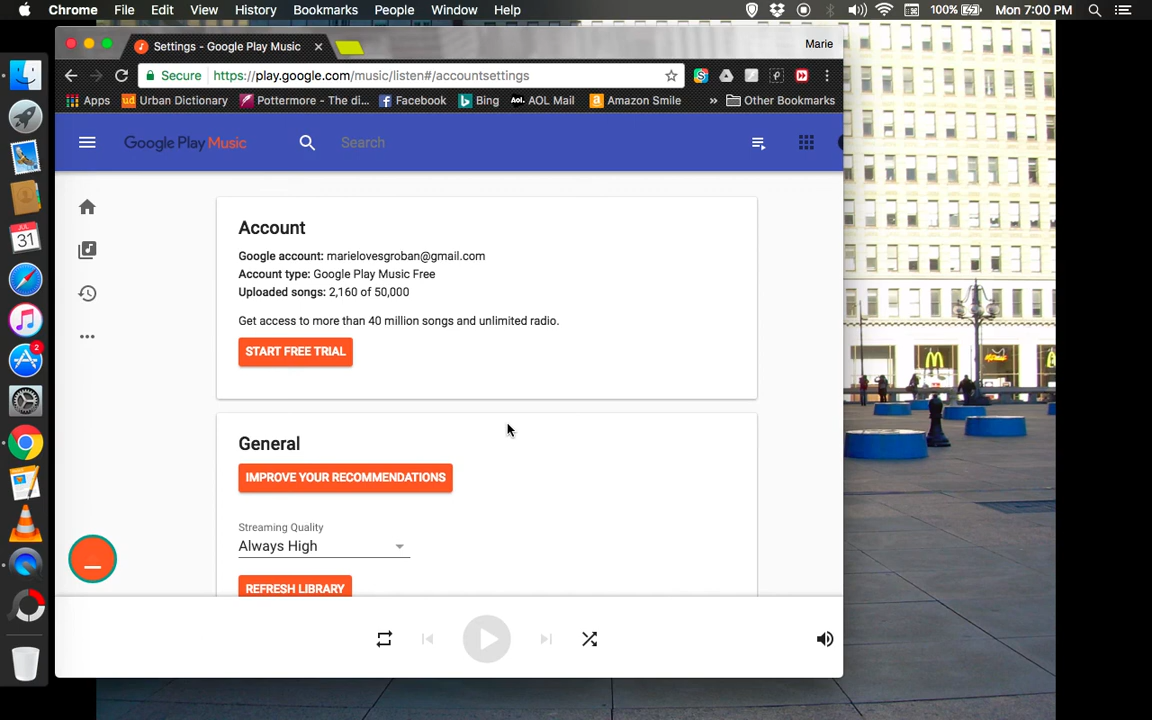 Chrome File Edit View History Bookmarks People Window Help 100% Mon 7:00 PM
Settings - Google Play Music Marie
Secure https://play.google.com/music/listen#/accountsettings
Apps ud Urban Dictionary Pottermore - The di... Facebook Bing Aol. AOL Mail Amazon Smile » Other Bookmarks
Google Play Music Search
Account
Google account: marielovesgroban@gmail.com
Account type: Google Play Music Free
Uploaded songs: 2,160 of 50,000
Get access to more than 40 million songs and unlimited radio.
START FREE TRIAL
General
IMPROVE YOUR RECOMMENDATIONS
Streaming Quality
Always High
REFRESH LIBRARY
JUL
31
2